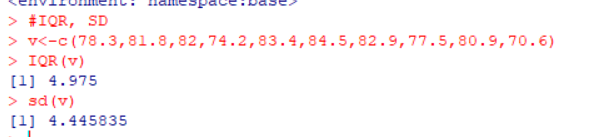 <environment: namespace:base>
> #IQR, SD
> v<-c(78.3,81.8,82,74.2,83.4,84.5,82.9,77.5,80.9,70.6)
> IQR(v)
[1] 4.975
> sd(v)
[1] 4.445835
>